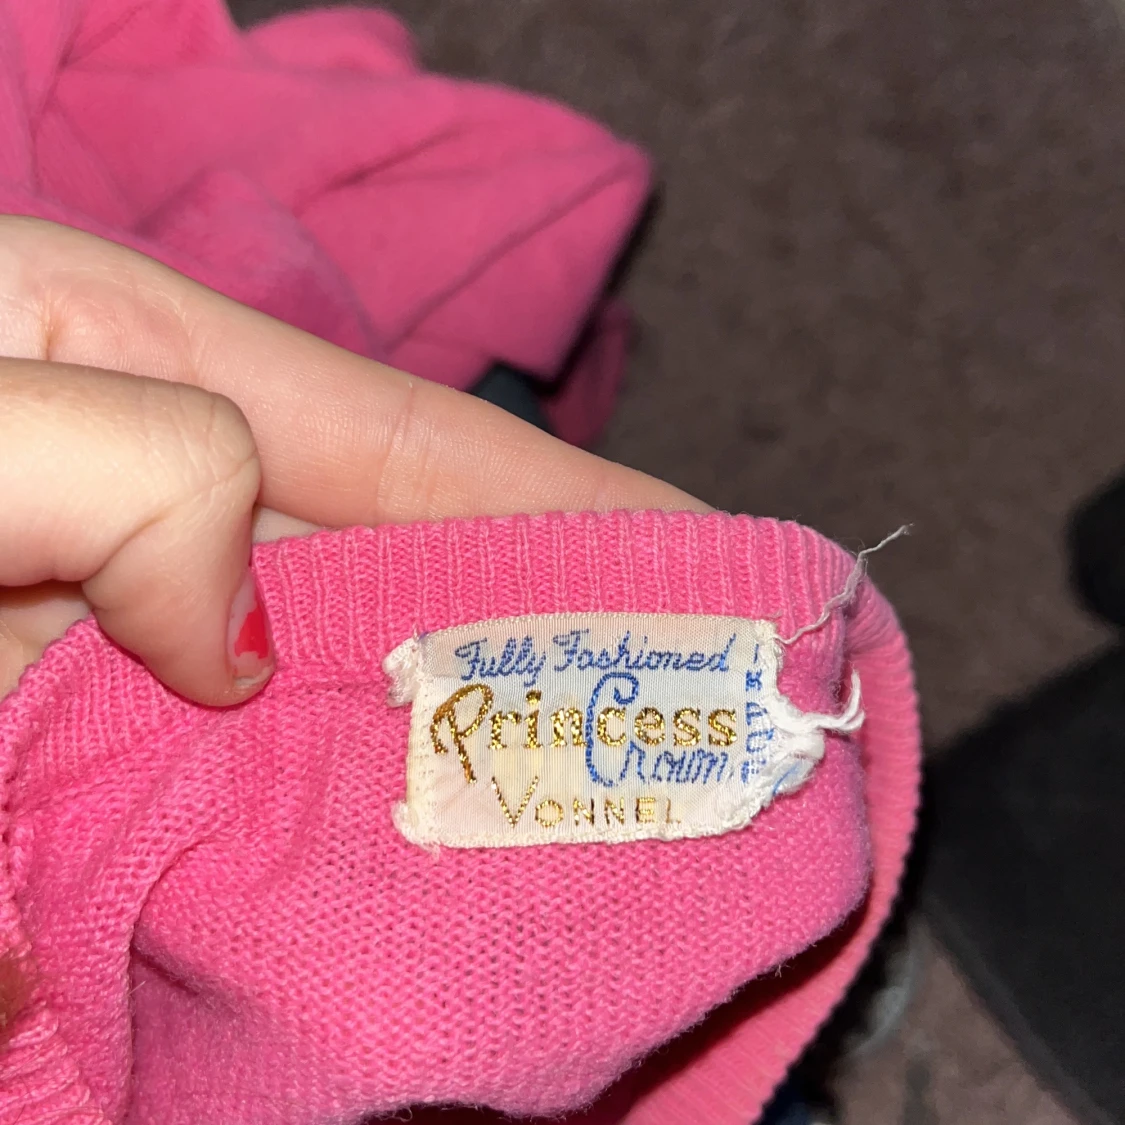 Fully Fashioned
Princess
Crown
VONNEL